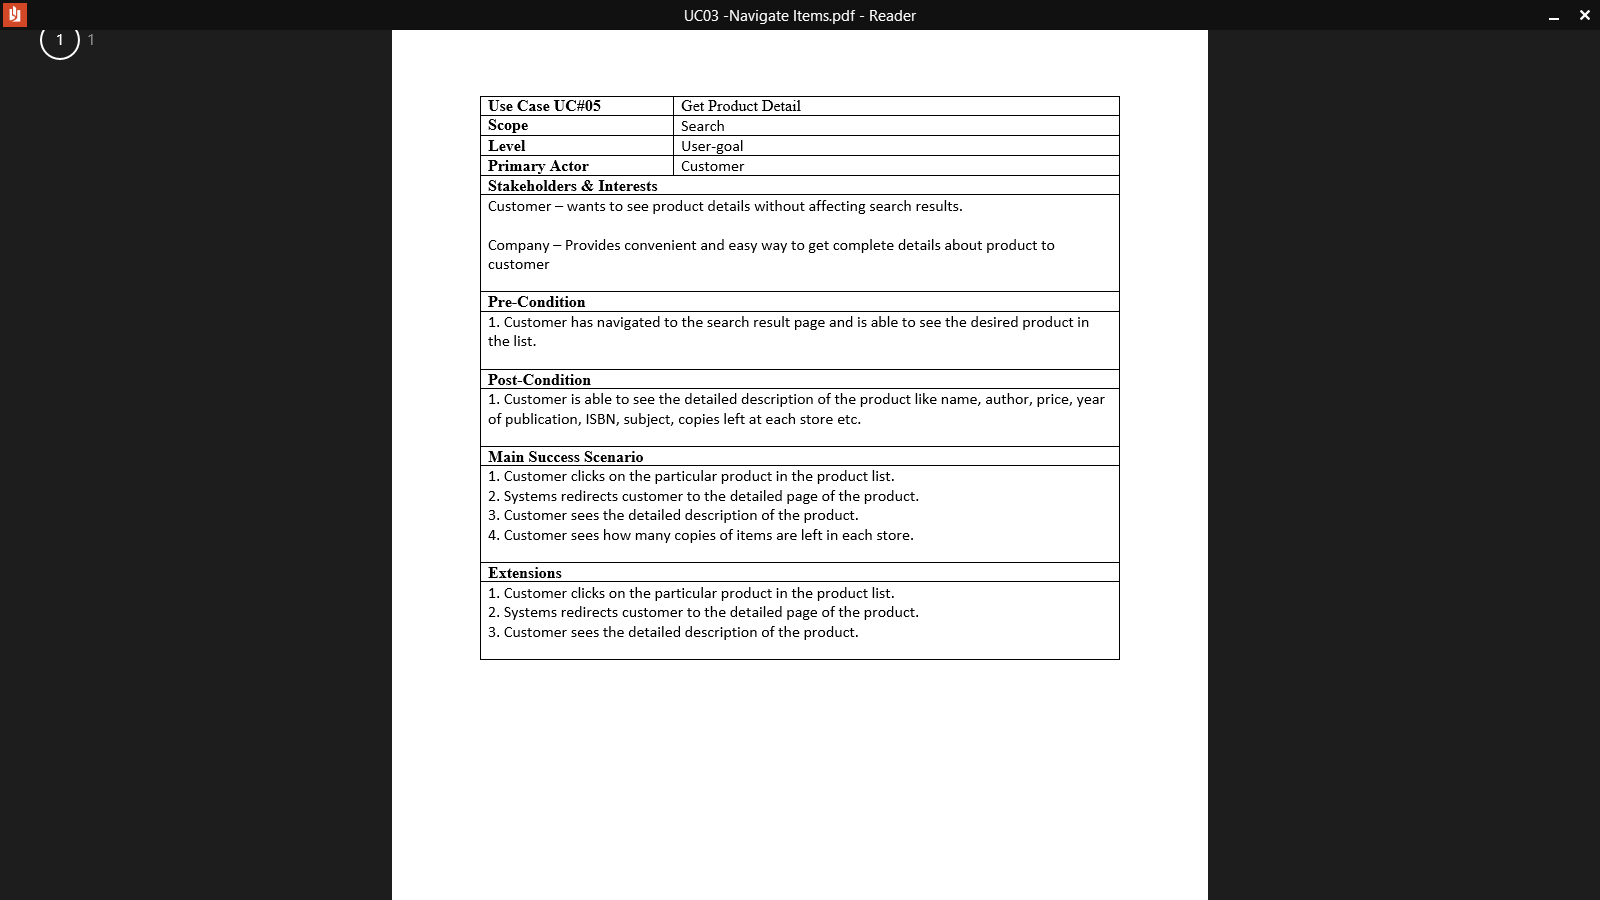 UC03 -Navigate Items.pdf - Reader
1 1
Use Case UC#05 Get Product Detail
Scope Search
Level User-goal
Primary Actor Customer
Stakeholders & Interests
Customer – wants to see product details without affecting search results.
Company – Provides convenient and easy way to get complete details about product to
customer
Pre-Condition
1. Customer has navigated to the search result page and is able to see the desired product in
the list.
Post-Condition
1. Customer is able to see the detailed description of the product like name, author, price, year
of publication, ISBN, subject, copies left at each store etc.
Main Success Scenario
1. Customer clicks on the particular product in the product list.
2. Systems redirects customer to the detailed page of the product.
3. Customer sees the detailed description of the product.
4. Customer sees how many copies of items are left in each store.
Extensions
1. Customer clicks on the particular product in the product list.
2. Systems redirects customer to the detailed page of the product.
3. Customer sees the detailed description of the product.